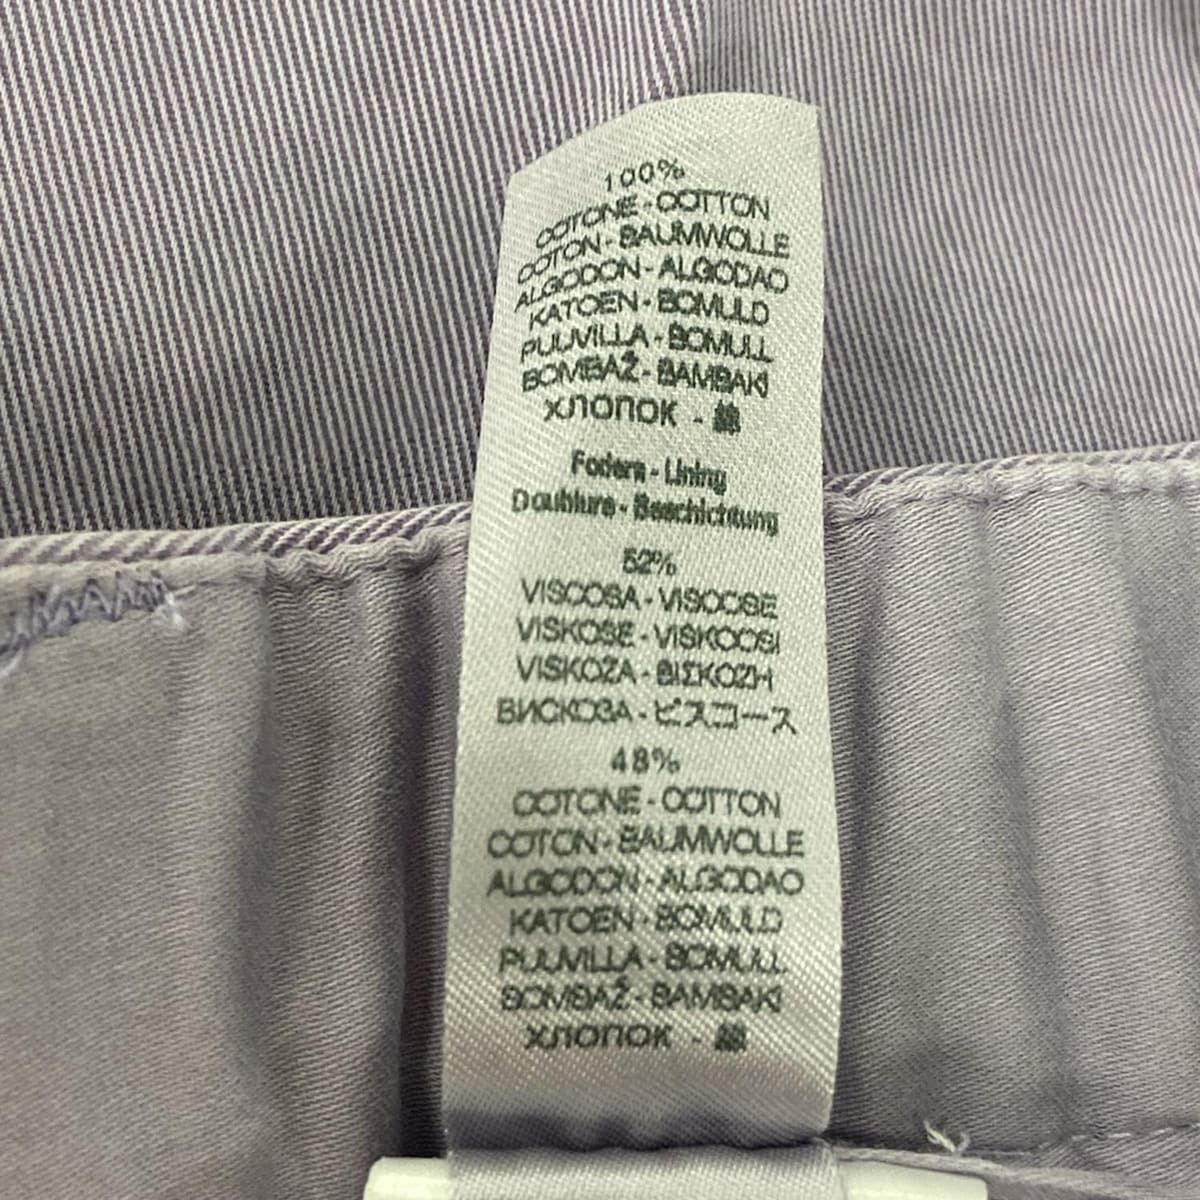 100%
COTONE - COTTON
COTON - BAUMWOLLE
ALGODON - ALGODAO
KATOEN - BOMULD
PUUVILLA - BOMULL
BOMBAŽ - BAMBAKI
ХЛОПОК - 綿
Fodera - Lining
Doublure - Beschichtung
52%
VISCOSA - VISCOSE
VISKOSE - VISKOOSI
VISKOZA - ΒΙΣΚΟΖΗ
ВИСКОЗА - ビスコース
48%
COTONE - COTTON
COTON - BAUMWOLLE
ALGODON - ALGODAO
KATOEN - BOMULD
PUUVILLA - BOMULL
BOMBAŽ - BAMBAKI
ХЛОПОК - 綿